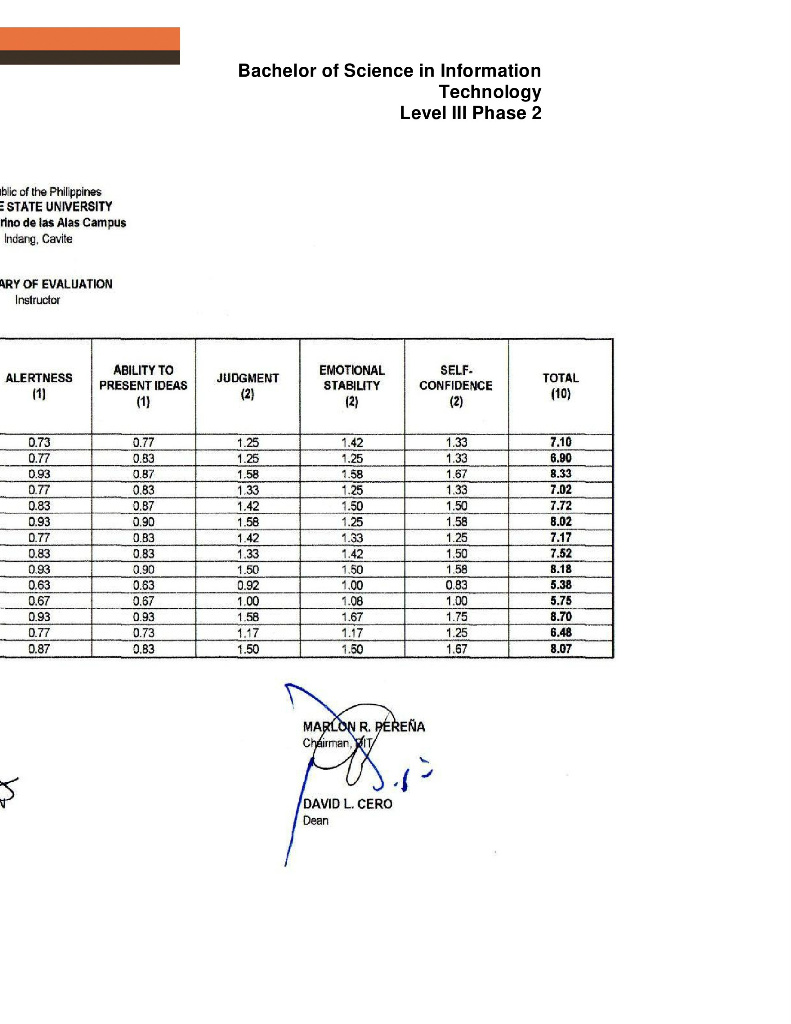 Bachelor of Science in Information
Technology
Level III Phase 2
blic of the Philippines
E STATE UNIVERSITY
rino de las Alas Campus
Indang, Cavite
ARY OF EVALUATION
Instructor
ALERTNESS (1) ABILITY TO PRESENT IDEAS (1) JUDGMENT (2) EMOTIONAL STABILITY (2) SELF-CONFIDENCE (2) TOTAL (10)
0.73 0.77 1.25 1.42 1.33 7.10
0.77 0.83 1.25 1.25 1.33 6.90
0.93 0.87 1.58 1.58 1.67 8.33
0.77 0.83 1.33 1.25 1.33 7.02
0.83 0.87 1.42 1.50 1.50 7.72
0.93 0.90 1.58 1.25 1.58 8.02
0.77 0.83 1.42 1.33 1.25 7.17
0.83 0.83 1.33 1.42 1.50 7.52
0.93 0.90 1.50 1.50 1.58 8.18
0.63 0.63 0.92 1.00 0.83 5.38
0.67 0.67 1.00 1.08 1.00 5.75
0.93 0.93 1.58 1.67 1.75 8.70
0.77 0.73 1.17 1.17 1.25 6.48
0.87 0.83 1.50 1.50 1.67 8.07
MARLON R. PEREÑA
Chairman, DIT
DAVID L. CERO
Dean